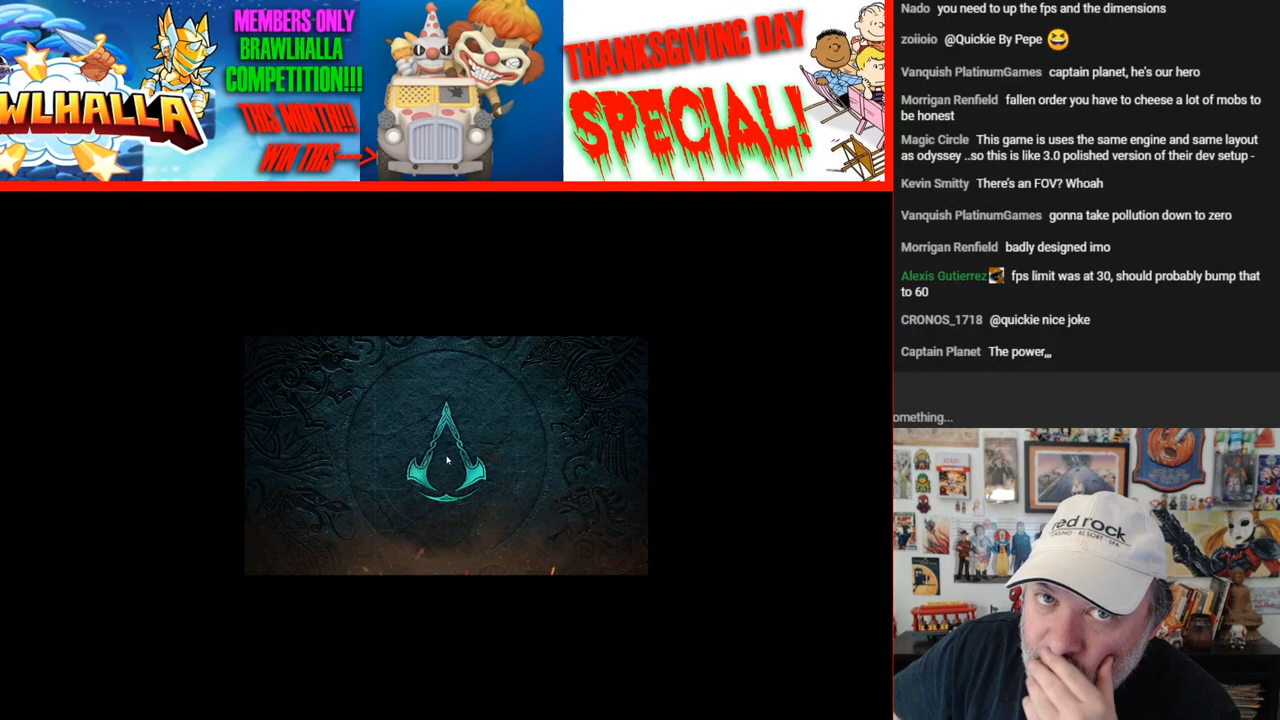 WLHALLA
MEMBERS ONLY
BRAWLHALLA
COMPETITION!!!
THIS MONTH!!!
WIN THIS
THANKSGIVING DAY
SPECIAL!
Nado you need to up the fps and the dimensions
zoiioio @Quickie By Pepe 😆
Vanquish PlatinumGames captain planet, he's our hero
Morrigan Renfield fallen order you have to cheese a lot of mobs to
be honest
Magic Circle This game is uses the same engine and same layout
as odyssey ..so this is like 3.0 polished version of their dev setup -
Kevin Smitty There's an FOV? Whoah
Vanquish PlatinumGames gonna take pollution down to zero
Morrigan Renfield badly designed imo
Alexis Gutierrez fps limit was at 30, should probably bump that
to 60
CRONOS_1718 @quickie nice joke
Captain Planet The power,,,,
omething...
red rock
CASINO · RESORT · SPA